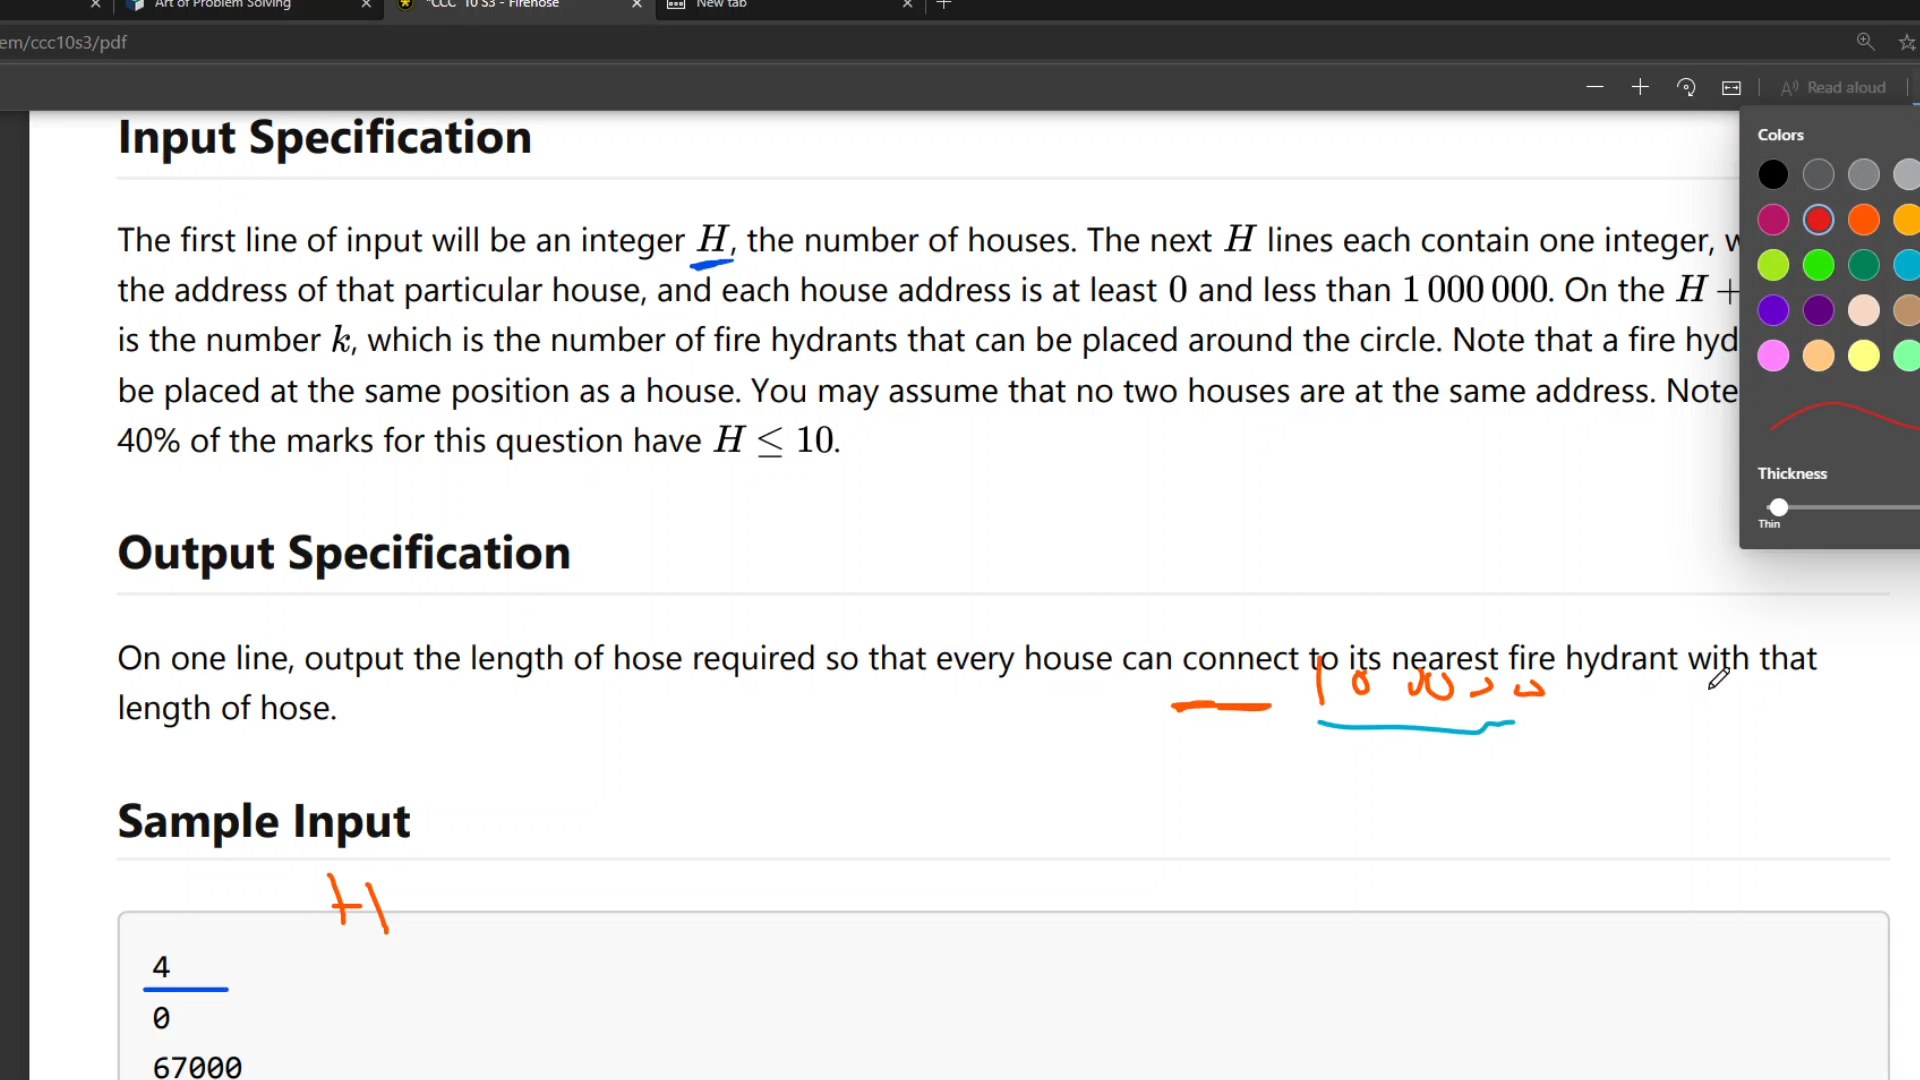 Art of Problem Solving
"CCC '10 S3 - Firehose
New tab
em/ccc10s3/pdf
Read aloud
Input Specification
The first line of input will be an integer H, the number of houses. The next H lines each contain one integer,
the address of that particular house, and each house address is at least 0 and less than 1 000 000. On the H +
is the number k, which is the number of fire hydrants that can be placed around the circle. Note that a fire hyd
be placed at the same position as a house. You may assume that no two houses are at the same address. Note
40% of the marks for this question have H ≤ 10.
Colors
Thickness
Thin
Output Specification
On one line, output the length of hose required so that every house can connect to its nearest fire hydrant with that
length of hose.
Sample Input
H
4
0
67000